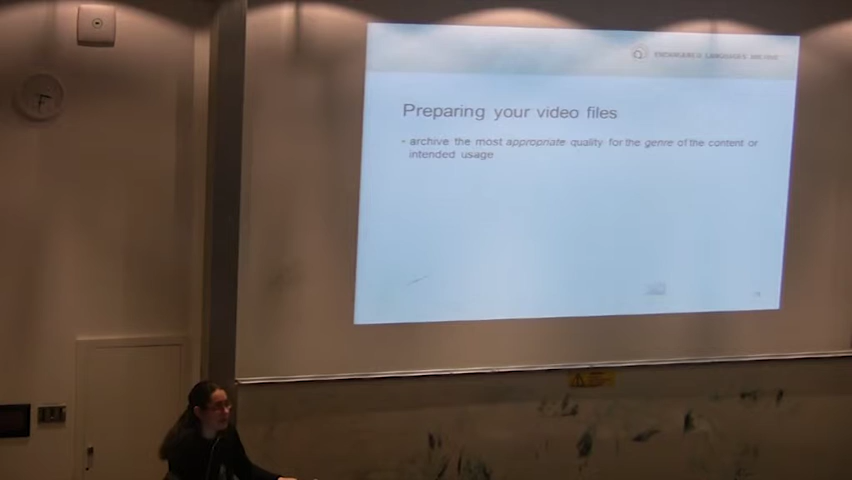 ENDANGERED LANGUAGES ARCHIVE
Preparing your video files
• archive the most appropriate quality for the genre of the content or
intended usage